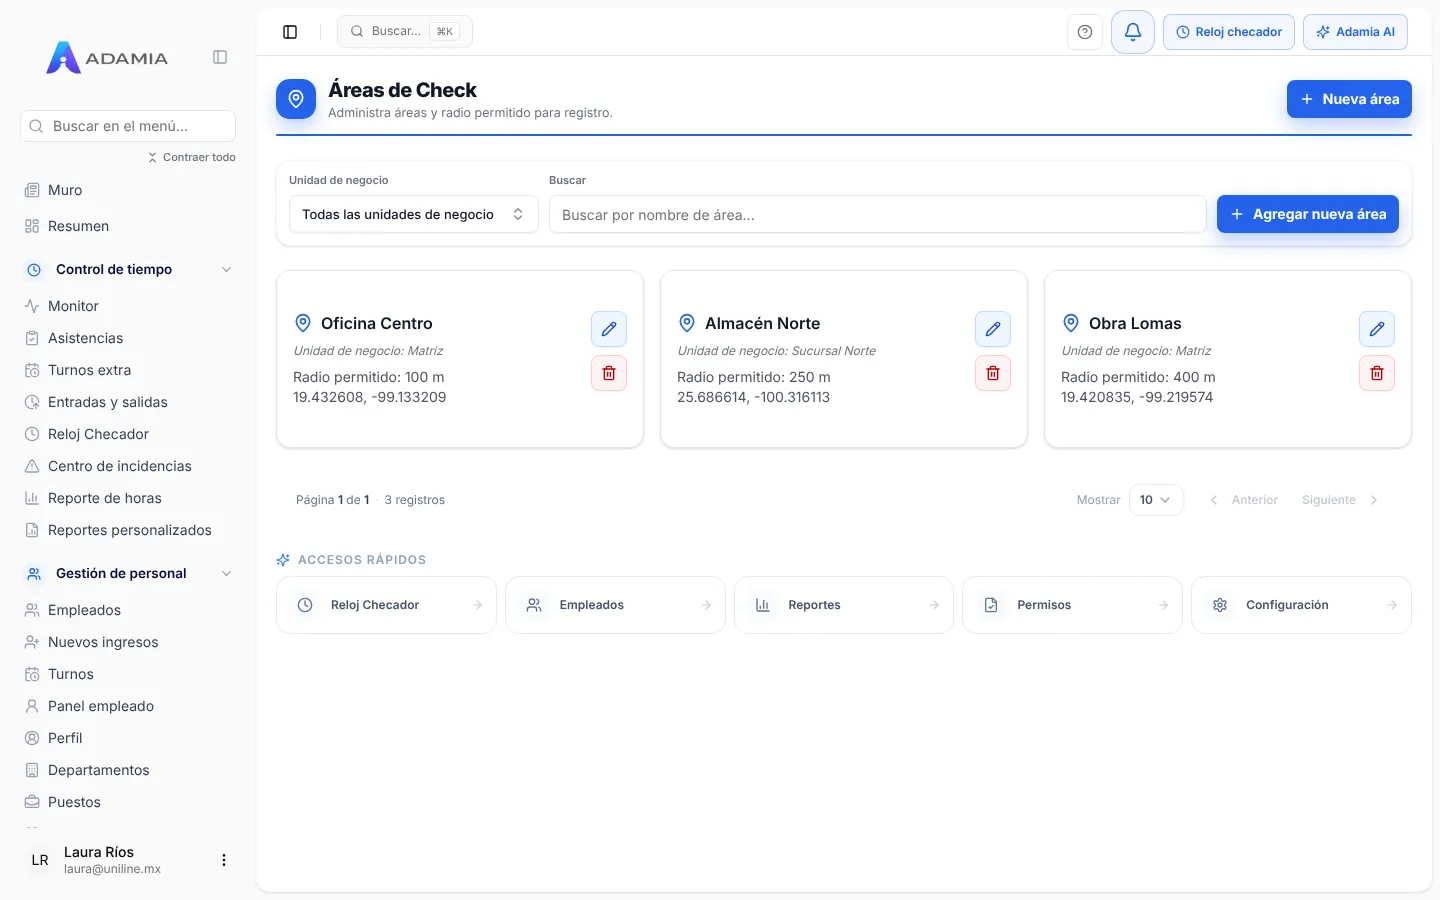 ADAMIA
Buscar en el menú...
Contraer todo
Muro
Resumen
Control de tiempo
Monitor
Asistencias
Turnos extra
Entradas y salidas
Reloj Checador
Centro de incidencias
Reporte de horas
Reportes personalizados
Gestión de personal
Empleados
Nuevos ingresos
Turnos
Panel empleado
Perfil
Departamentos
Puestos
LR
Laura Ríos
laura@uniline.mx
Buscar... ⌘K
Reloj checador
Adamia AI
Áreas de Check
Administra áreas y radio permitido para registro.
Nueva área
Unidad de negocio
Todas las unidades de negocio
Buscar
Buscar por nombre de área...
Agregar nueva área
Oficina Centro
Unidad de negocio: Matriz
Radio permitido: 100 m
19.432608, -99.133209
Almacén Norte
Unidad de negocio: Sucursal Norte
Radio permitido: 250 m
25.686614, -100.316113
Obra Lomas
Unidad de negocio: Matriz
Radio permitido: 400 m
19.420835, -99.219574
Página 1 de 1 · 3 registros
Mostrar 10 Anterior Siguiente
ACCESOS RÁPIDOS
Reloj Checador
Empleados
Reportes
Permisos
Configuración